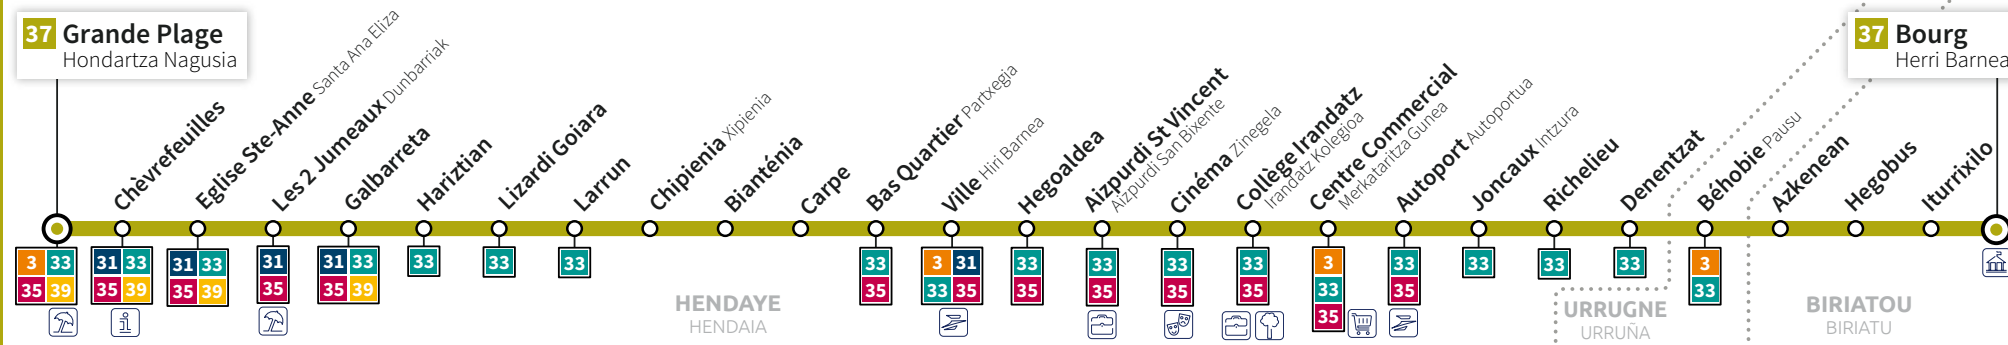 37 Grande Plage
Hondartza Nagusia
Chèvrefeuilles
Eglise Ste-Anne Santa Ana Eliza
Les 2 Jumeaux Dunbarriak
Galbarreta
Hariztian
Lizardi Goiara
Larrun
Chipienia Xipienia
Bianténia
Carpe
Bas Quartier Partxegia
Ville Hiri Barnea
Hegoaldea
Aizpurdi St Vincent
Aizpurdi San Bixente
Cinéma Zinegela
Collège Irandatz
Irandatz Kolegioa
Centre Commercial
Merkataritza Gunea
Autoport Autoportua
Joncaux Intzura
Richelieu
Denentzat
Béhobie Pausu
Azkenean
Hegobus
Iturrixilo
37 Bourg
Herri Barnea
3 33
35 39
31 33
35 39
31 33
35 39
31
35
31 33
35 39
33
33
33
33
35
3 31
33 35
33
35
33
35
33
35
33
35
3
33
35
33
35
33
33
33
3
33
HENDAYE
HENDAIA
URRUGNE
URRUÑA
BIRIATOU
BIRIATU